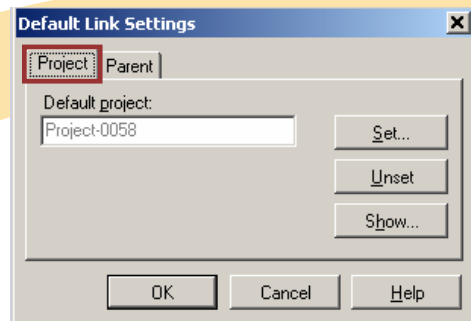 Default Link Settings
Project Parent
Default project:
Project-0058
Set...
Unset
Show...
OK Cancel Help